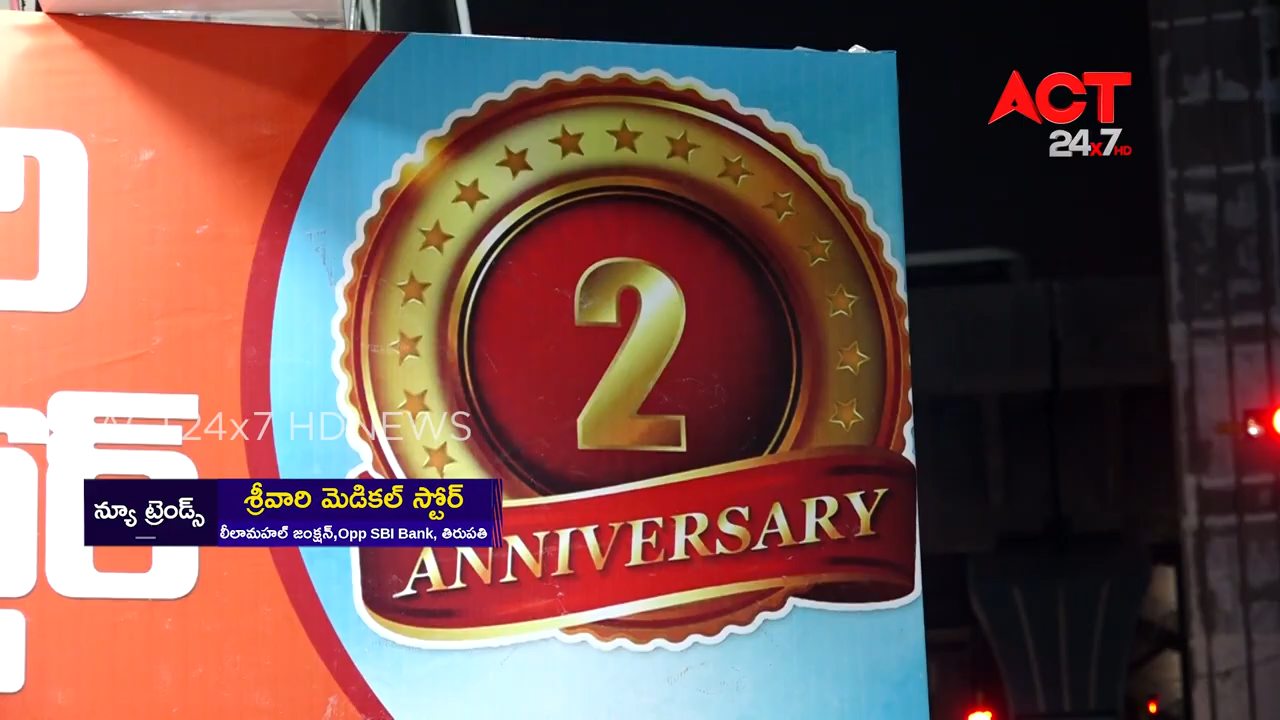 ACT
24x7 HD
2
ACT 24x7 HD NEWS
న్యూ ట్రెండ్స్
శ్రీవారి మెడికల్ స్టోర్
లీలామహల్ జంక్షన్,Opp SBI Bank, తిరుపతి
ANNIVERSARY